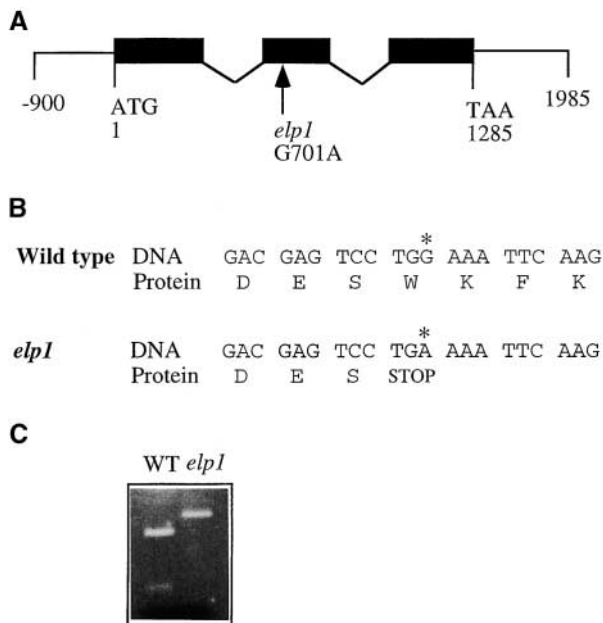 A
-900
ATG
1
elp1
G701A
TAA
1285
1985
B
*
Wild type DNA GAC GAG TCC TGG AAA TTC AAG
Protein D E S W K F K
*
elp1 DNA GAC GAG TCC TGA AAA TTC AAG
Protein D E S STOP
C
WT elp1